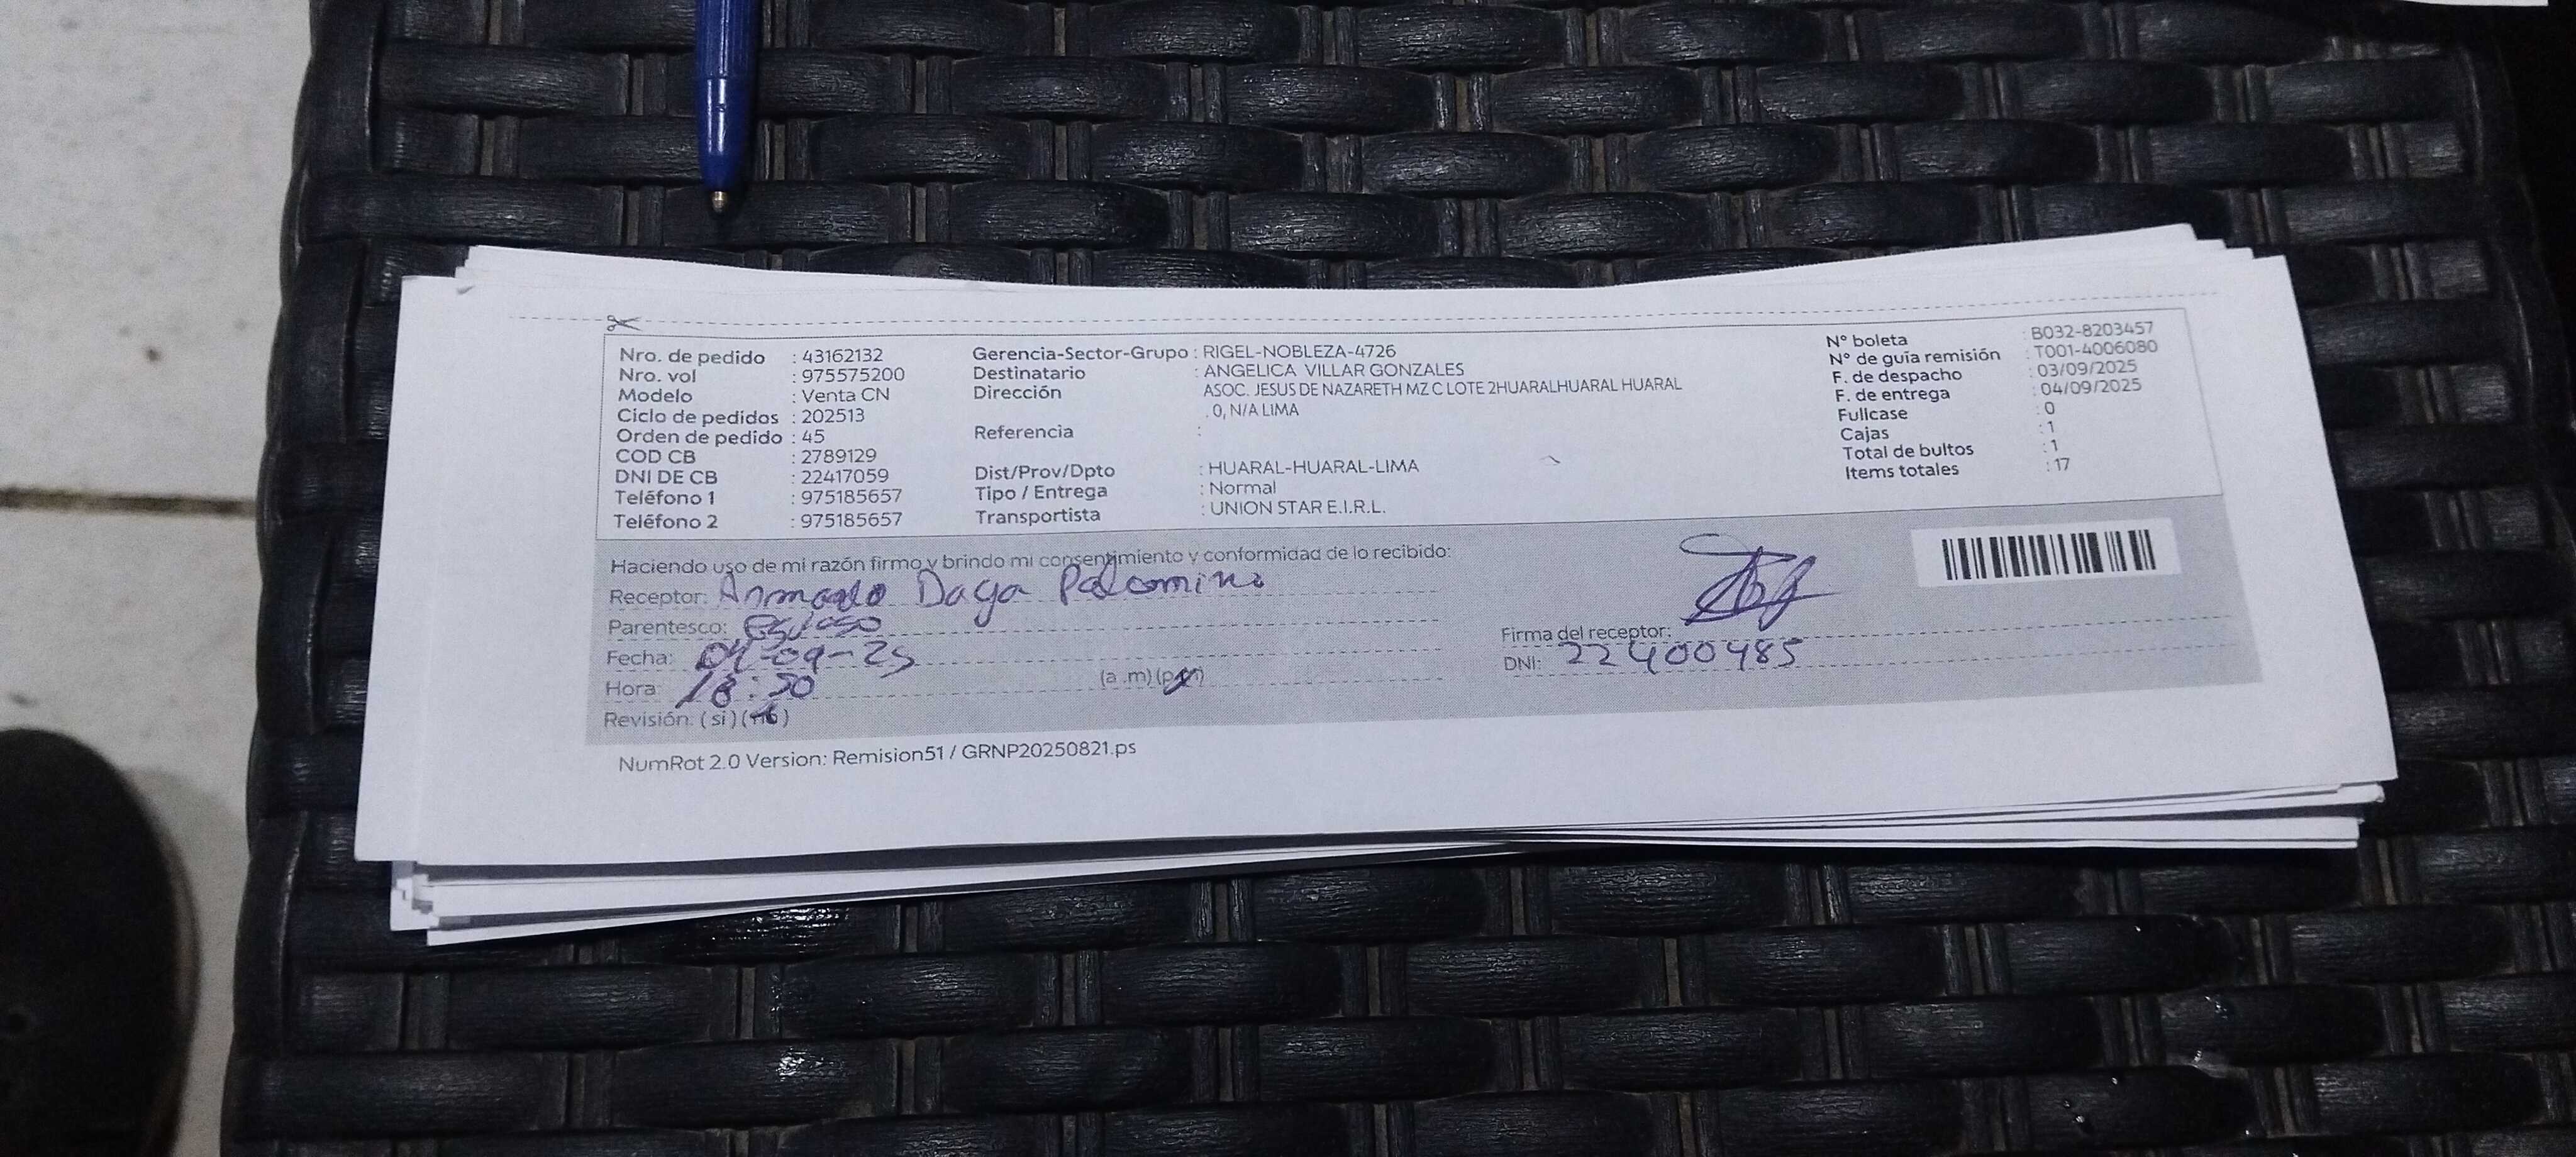 Nro. de pedido : 43162132
Nro. vol : 975575200
Modelo : Venta CN
Ciclo de pedidos : 202513
Orden de pedido : 45
COD CB : 2789129
DNI DE CB : 22417059
Teléfono 1 : 975185657
Teléfono 2 : 975185657
Gerencia-Sector-Grupo : RIGEL-NOBLEZA-4726
Destinatario : ANGELICA VILLAR GONZALES
Dirección ASOC. JESUS DE NAZARETH MZ C LOTE 2HUARALHUARAL HUARAL
. 0, N/A LIMA
Referencia :
Dist/Prov/Dpto : HUARAL-HUARAL-LIMA
Tipo / Entrega : Normal
Transportista : UNION STAR E.I.R.L.
N° boleta : B032-8203457
N° de guía remisión : T001-4006080
F. de despacho : 03/09/2025
F. de entrega : 04/09/2025
Fullcase : 0
Cajas : 1
Total de bultos : 1
Items totales : 17
Haciendo uso de mi razón firmo y brindo mi consentimiento y conformidad de lo recibido:
Receptor: Armando Daga Palomino
Parentesco: Esposo
Fecha: 04-09-25
Hora: 18:50 (a .m) (p.m)
Revisión: (si) (no)
Firma del receptor:
DNI: 22400485
NumRot 2.0 Version: Remision51 / GRNP20250821.ps